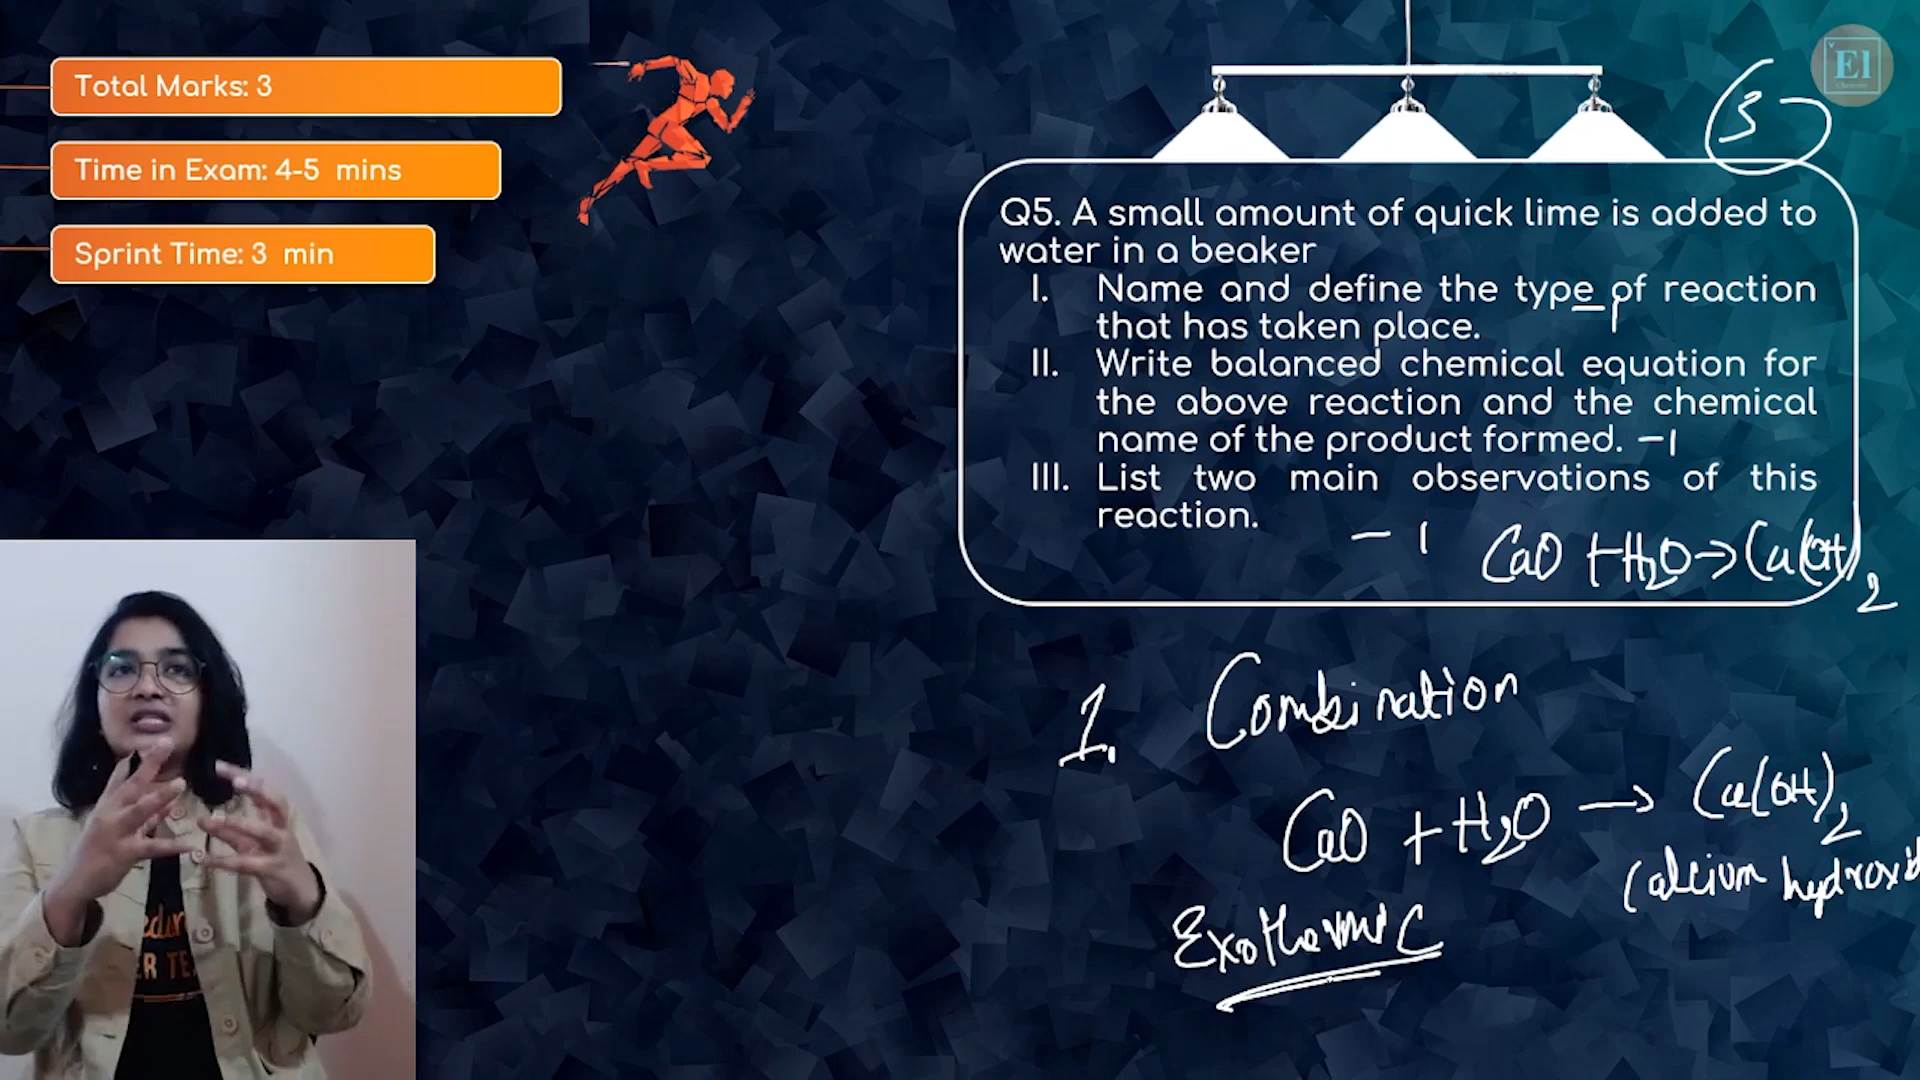 Total Marks: 3
Time in Exam: 4-5 mins
Sprint Time: 3 min
El
Chemistry
3
Q5. A small amount of quick lime is added to
water in a beaker
I. Name and define the type of reaction
that has taken place.
II. Write balanced chemical equation for
the above reaction and the chemical
name of the product formed. -1
III. List two main observations of this
reaction.
- 1 CaO + H2O → Ca(OH)2
1. Combination
CaO + H2O → Ca(OH)2
Calcium hydroxi
Exothermic